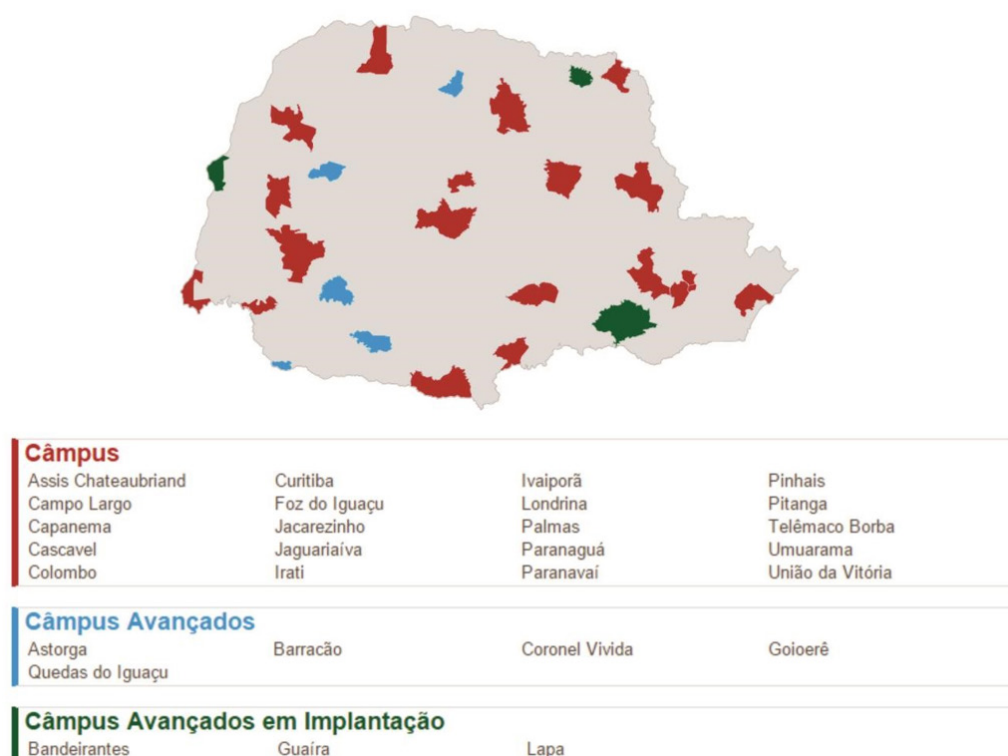 Câmpus
Assis Chateaubriand Curitiba Ivaiporã Pinhais
Campo Largo Foz do Iguaçu Londrina Pitanga
Capanema Jacarezinho Palmas Telêmaco Borba
Cascavel Jaguariaíva Paranaguá Umuarama
Colombo Irati Paranavaí União da Vitória
Câmpus Avançados
Astorga Barracão Coronel Vivida Goioerê
Quedas do Iguaçu
Câmpus Avançados em Implantação
Bandeirantes Guaíra Lapa